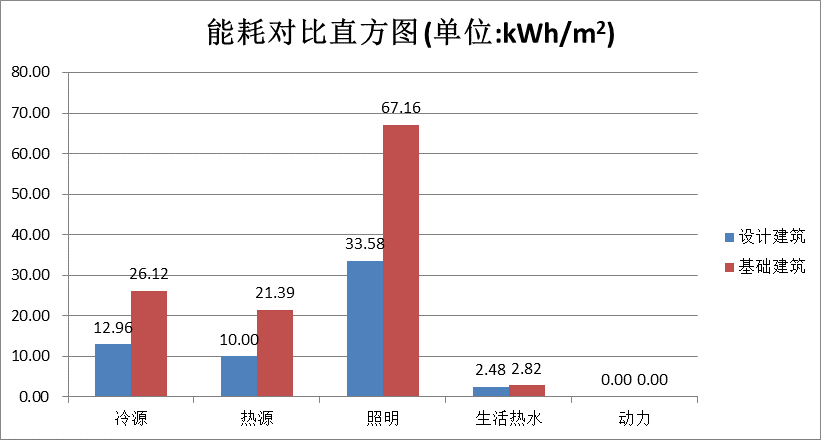 能耗对比直方图(单位:kWh/m²)
80.00
70.00
60.00
50.00
40.00
30.00
20.00
10.00
0.00
12.96
26.12
10.00
21.39
33.58
67.16
2.48
2.82
0.00 0.00
冷源
热源
照明
生活热水
动力
设计建筑
基础建筑